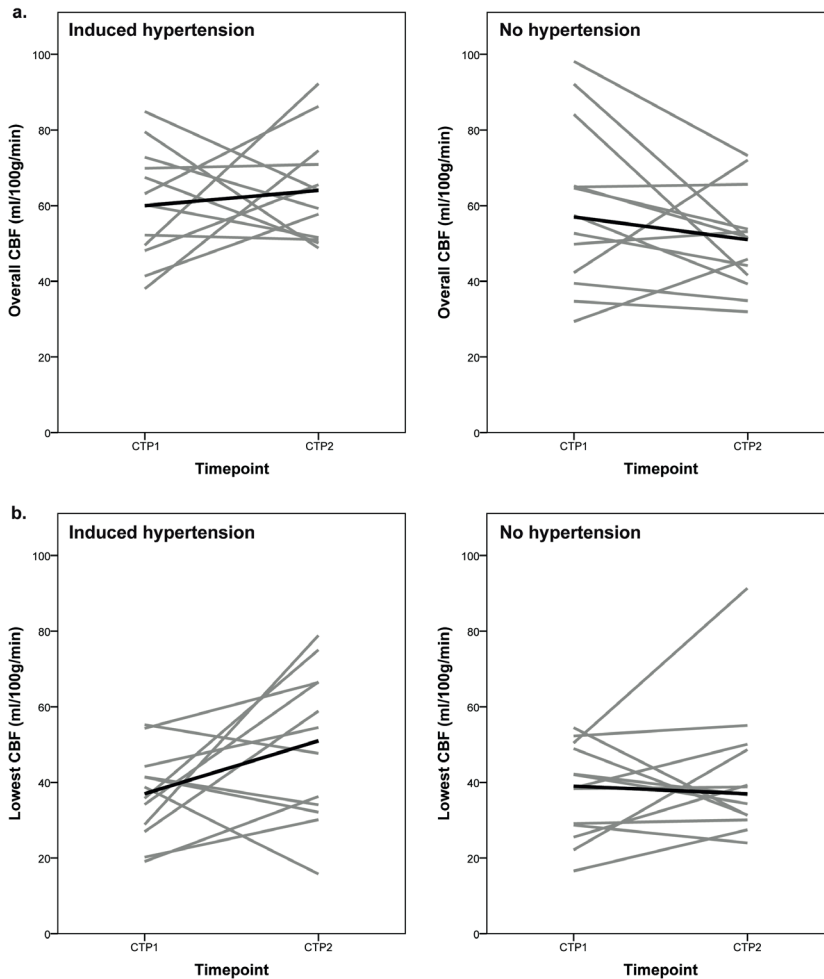 a.
Induced hypertension
100
80
60
40
20
0
Overall CBF (ml/100g/min)
CTP1 CTP2
Timepoint
No hypertension
100
80
60
40
20
0
Overall CBF (ml/100g/min)
CTP1 CTP2
Timepoint
b.
Induced hypertension
100
80
60
40
20
0
Lowest CBF (ml/100g/min)
CTP1 CTP2
Timepoint
No hypertension
100
80
60
40
20
0
Lowest CBF (ml/100g/min)
CTP1 CTP2
Timepoint